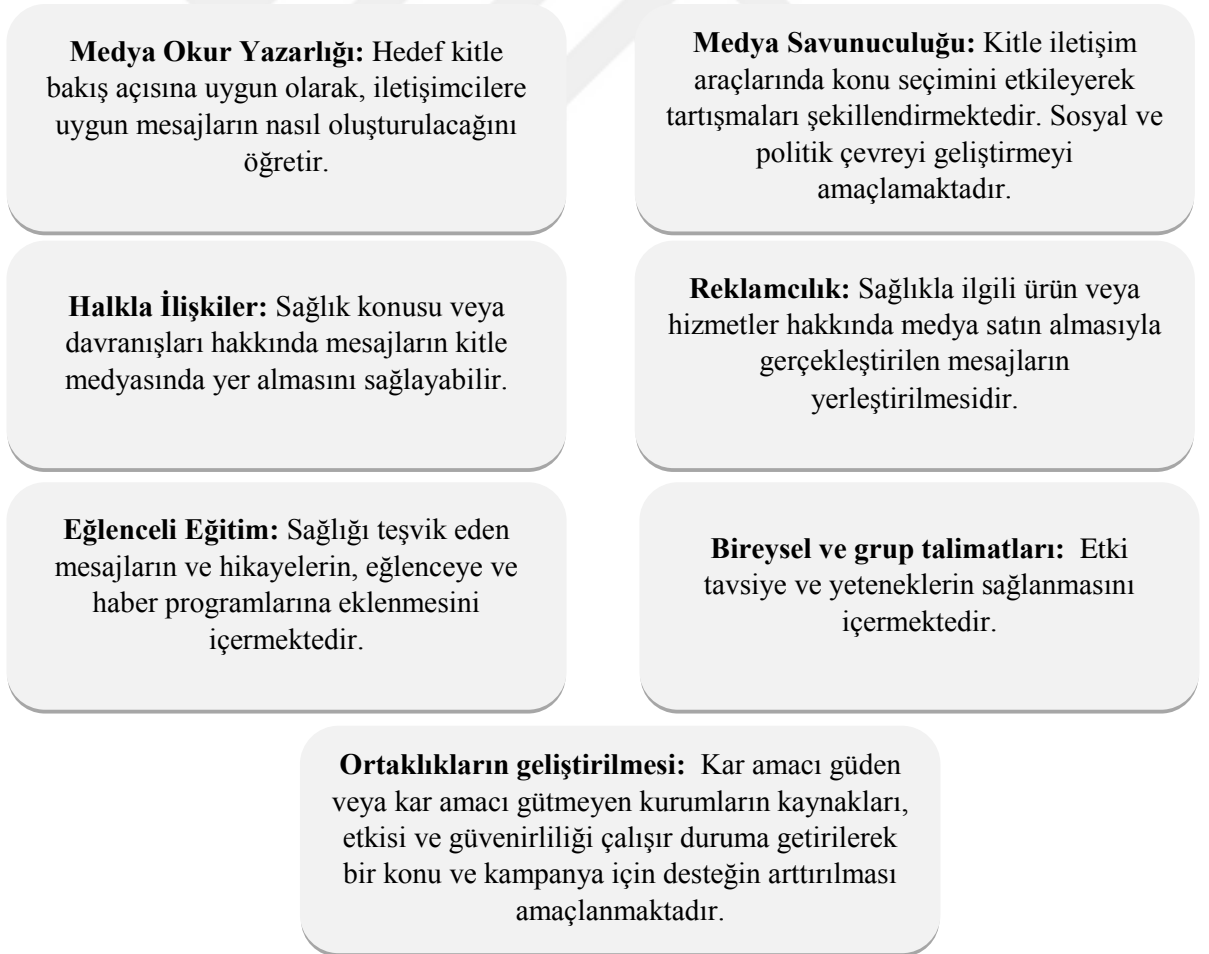 Medya Okur Yazarlığı: Hedef kitle
bakış açısına uygun olarak, iletişimcilere
uygun mesajların nasıl oluşturulacağını
öğretir.
Medya Savunuculuğu: Kitle iletişim
araçlarında konu seçimini etkileyerek
tartışmaları şekillendirmektedir. Sosyal ve
politik çevreyi geliştirmeyi
amaçlamaktadır.
Halkla İlişkiler: Sağlık konusu veya
davranışları hakkında mesajların kitle
medyasında yer almasını sağlayabilir.
Reklamcılık: Sağlıkla ilgili ürün veya
hizmetler hakkında medya satın almasıyla
gerçekleştirilen mesajların
yerleştirilmesidir.
Eğlenceli Eğitim: Sağlığı teşvik eden
mesajların ve hikayelerin, eğlenceye ve
haber programlarına eklenmesini
içermektedir.
Bireysel ve grup talimatları: Etki
tavsiye ve yeteneklerin sağlanmasını
içermektedir.
Ortaklıkların geliştirilmesi: Kar amacı güden
veya kar amacı gütmeyen kurumların kaynakları,
etkisi ve güvenirliliği çalışır duruma getirilerek
bir konu ve kampanya için desteğin arttırılması
amaçlanmaktadır.